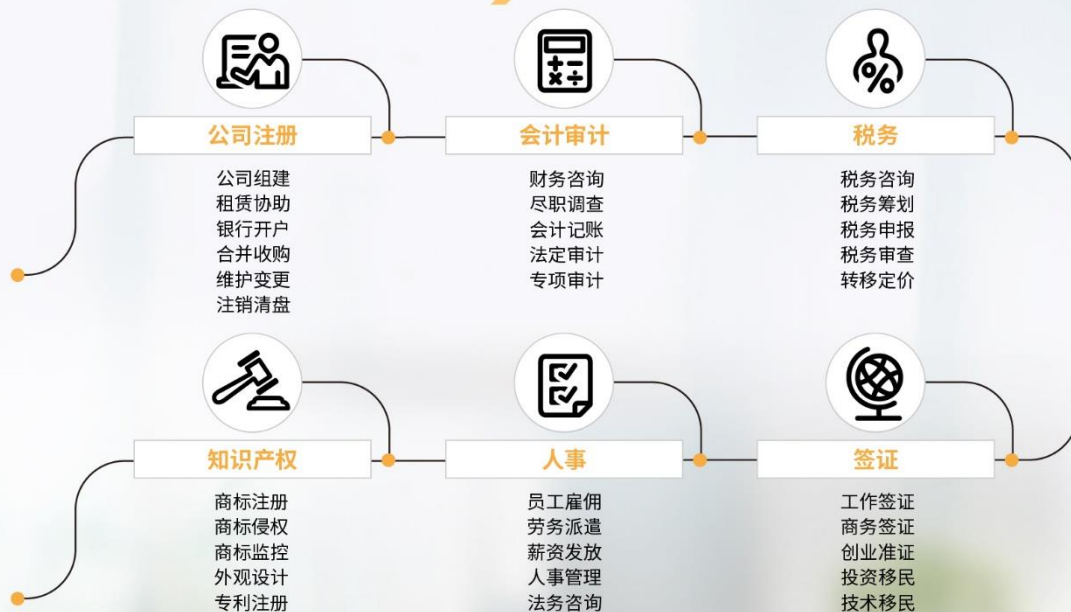 公司注册
公司组建
租赁协助
银行开户
合并收购
维护变更
注销清盘
会计审计
财务咨询
尽职调查
会计记账
法定审计
专项审计
税务
税务咨询
税务筹划
税务申报
税务审查
转移定价
知识产权
商标注册
商标侵权
商标监控
外观设计
专利注册
人事
员工雇佣
劳务派遣
薪资发放
人事管理
法务咨询
签证
工作签证
商务签证
创业准证
投资移民
技术移民